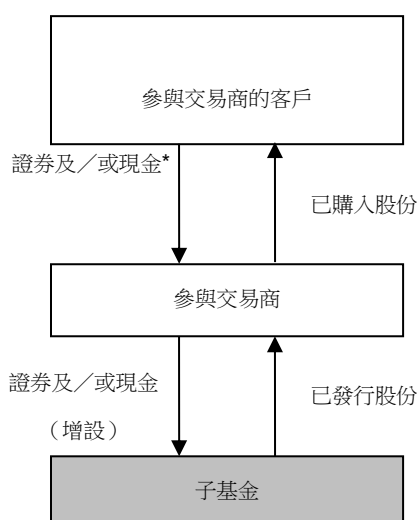 參與交易商的客戶
證券及／或現金*
已購入股份
參與交易商
證券及／或現金
（增設）
已發行股份
子基金